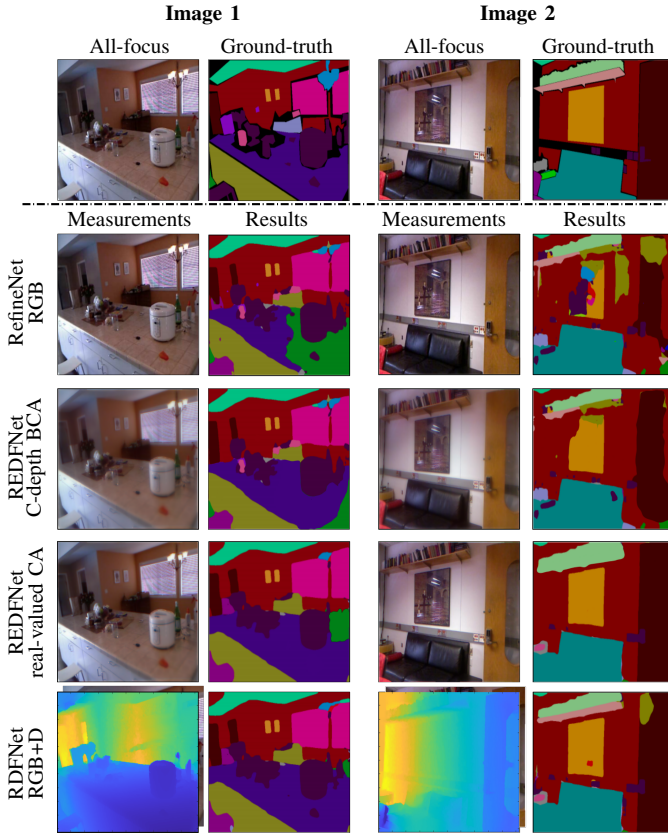 Image 1 Image 2
All-focus Ground-truth All-focus Ground-truth
Measurements Results Measurements Results
RefineNet
RGB
REDFNet
C-depth BCA
REDFNet
real-valued CA
RDFNet
RGB+D